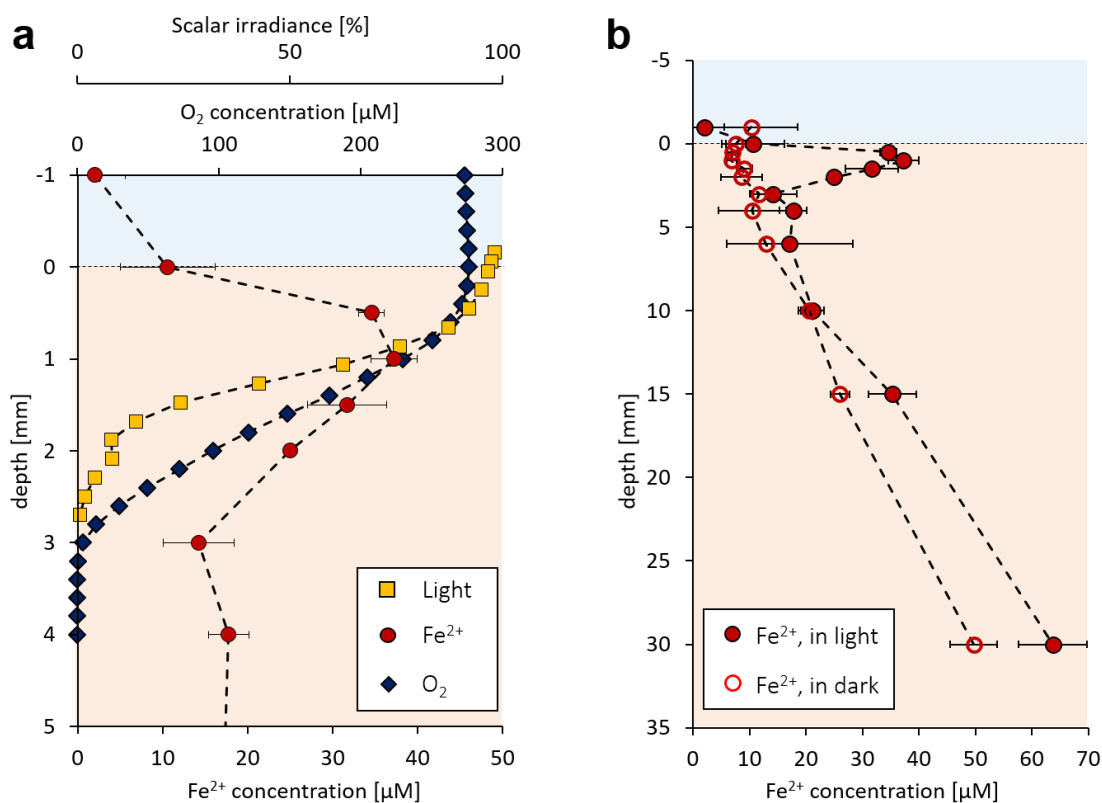 a
Scalar irradiance [%]
0 50 100
O₂ concentration [µM]
0 100 200 300
-1
0
1
2
3
4
5
depth [mm]
Light
Fe²⁺
O₂
0 10 20 30 40 50
Fe²⁺ concentration [µM]
b
-5
0
5
10
15
20
25
30
35
depth [mm]
Fe²⁺, in light
Fe²⁺, in dark
0 10 20 30 40 50 60 70
Fe²⁺ concentration [µM]